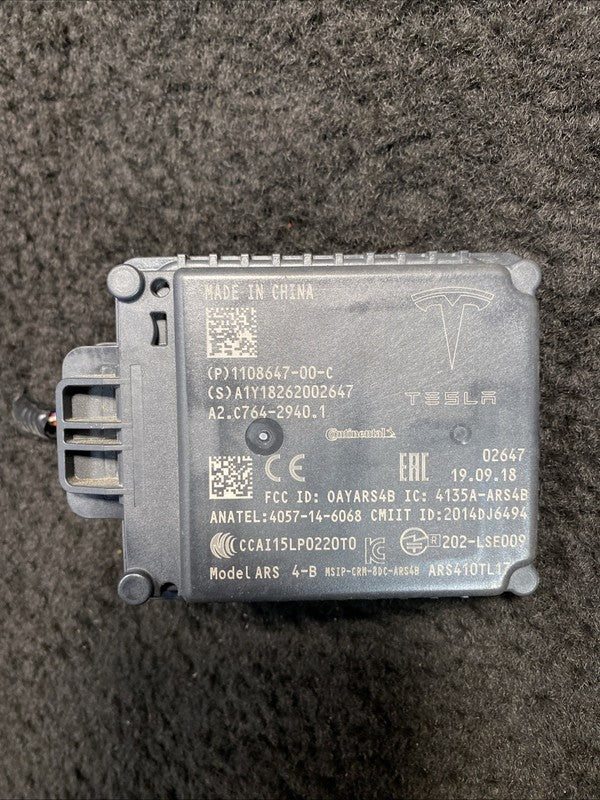 MADE IN CHINA
(P)1108647-00-C
(S)A1Y18262002647
A2.C764-2940.1
TESLA
Continental
02647
CE EAC 19.09.18
FCC ID: OAYARS4B IC: 4135A-ARS4B
ANATEL:4057-14-6068 CMIIT ID:2014DJ6494
CCAI15LP0220T0 R 202-LSE009
Model ARS 4-B MSIP-CRM-8DC-ARS4B ARS410TL17